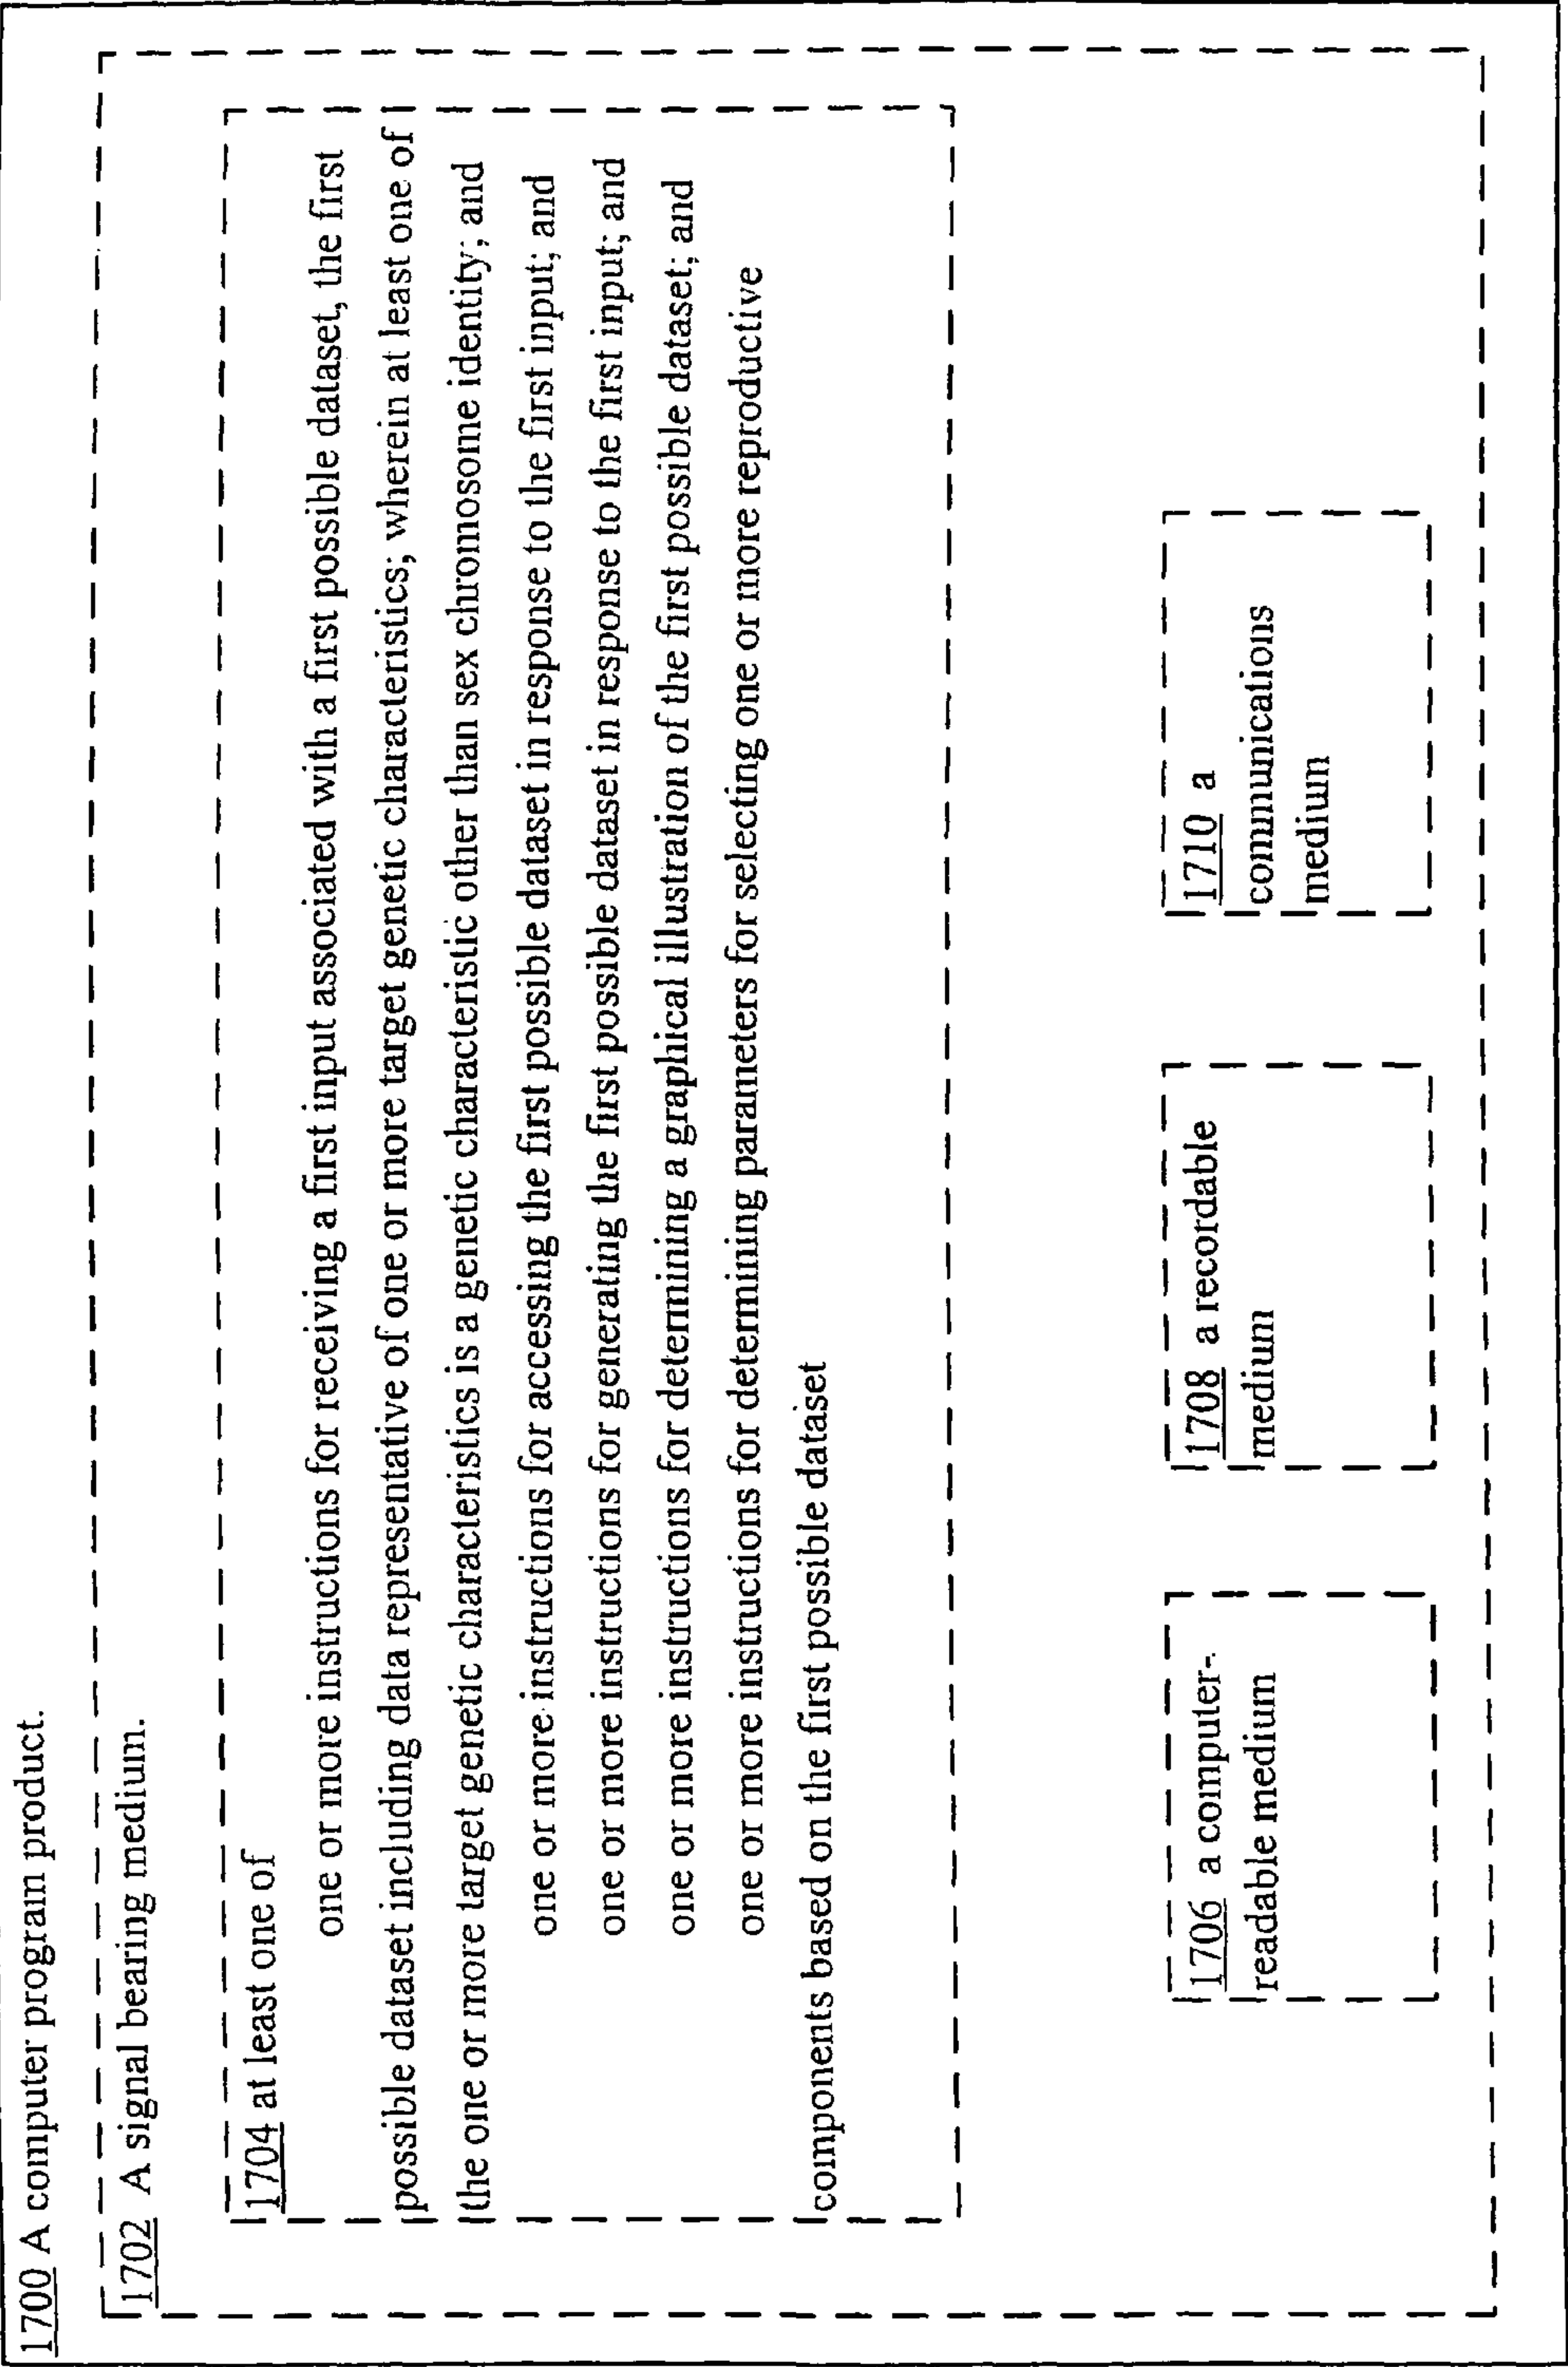 1700 A computer program product.
1702 A signal bearing medium.
1704 at least one of
one or more instructions for receiving a first input associated with a first possible dataset, the first
possible dataset including data representative of one or more target genetic characteristics; wherein at least one of
the one or more target genetic characteristics is a genetic characteristic other than sex chromosome identity; and
one or more instructions for accessing the first possible dataset in response to the first input; and
one or more instructions for generating the first possible dataset in response to the first input; and
one or more instructions for determining a graphical illustration of the first possible dataset; and
one or more instructions for determining parameters for selecting one or more reproductive
components based on the first possible dataset
1706 a computer-
readable medium
1708 a recordable
medium
1710 a
communications
medium